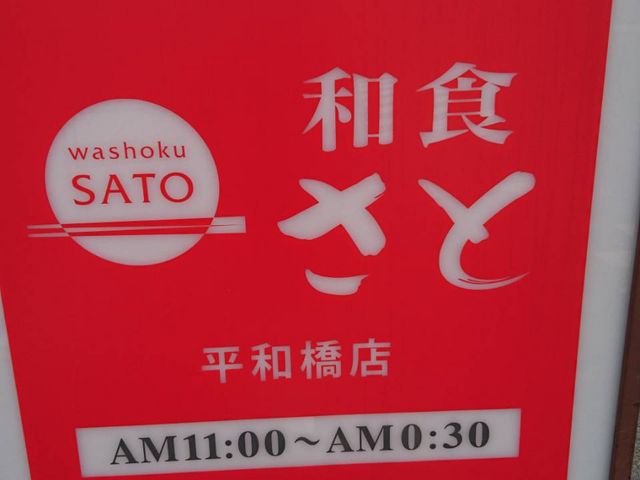 washoku
SATO
和食
さと
平和橋店
AM11:00～AM0:30